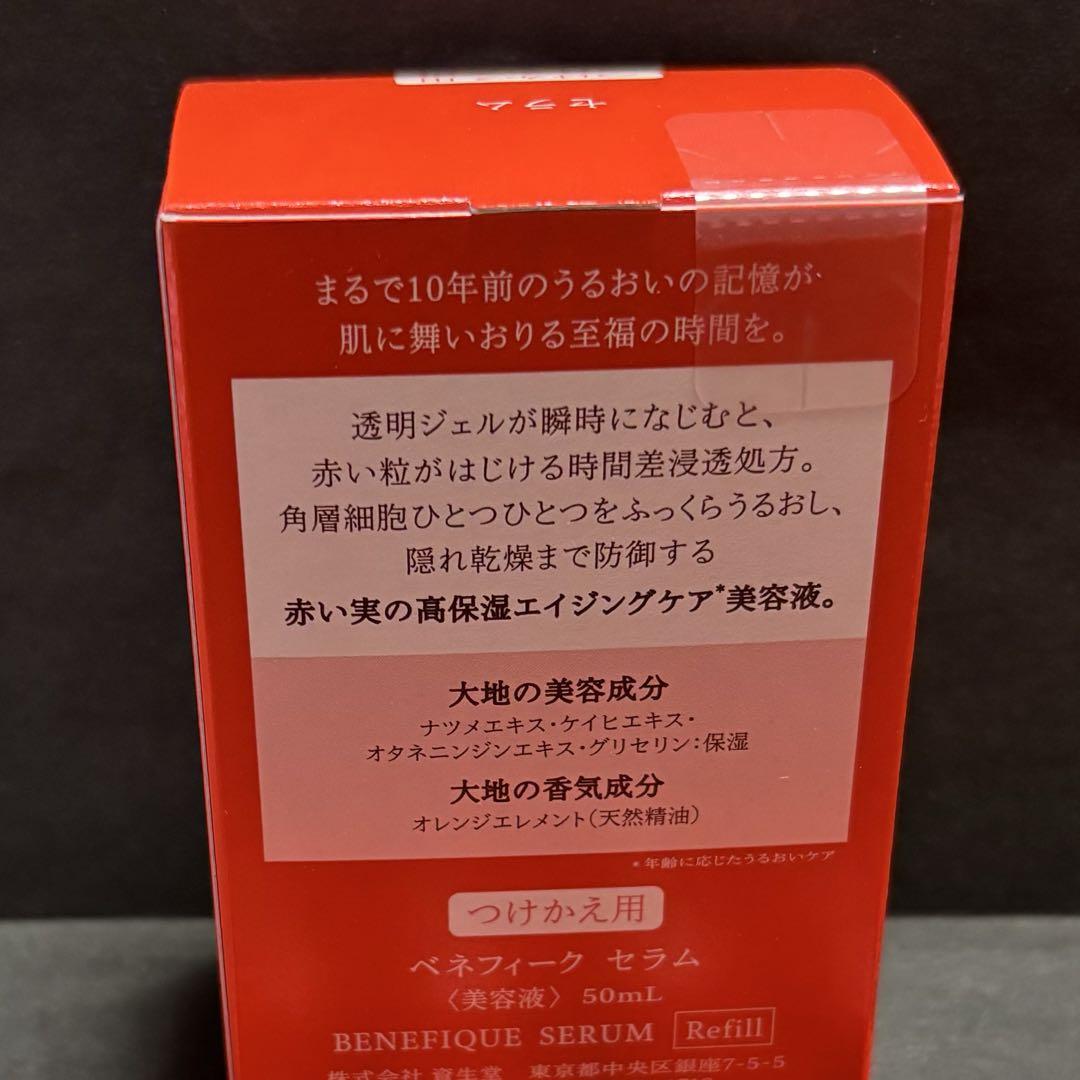 セラム
まるで10年前のうるおいの記憶が
肌に舞いおりる至福の時間を。
透明ジェルが瞬時になじむと、
赤い粒がはじける時間差浸透処方。
角層細胞ひとつひとつをふっくらうるおし、
隠れ乾燥まで防御する
赤い実の高保湿エイジングケア*美容液。
大地の美容成分
ナツメエキス・ケイヒエキス・
オタネニンジンエキス・グリセリン：保湿
大地の香気成分
オレンジエレメント（天然精油）
*年齢に応じたうるおいケア
つけかえ用
ベネフィーク セラム
〈美容液〉 50mL
BENEFIQUE SERUM Refill
株式会社 資生堂 東京都中央区銀座7-5-5